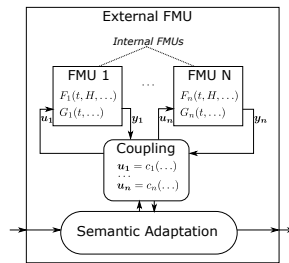 External FMU
Internal FMUs
FMU 1
F₁(t, H, ...)
G₁(t, ...)
...
FMU N
Fₙ(t, H, ...)
Gₙ(t, ...)
u₁
y₁
uₙ
yₙ
Coupling
u₁ = c₁(...)
...
uₙ = cₙ(...)
Semantic Adaptation